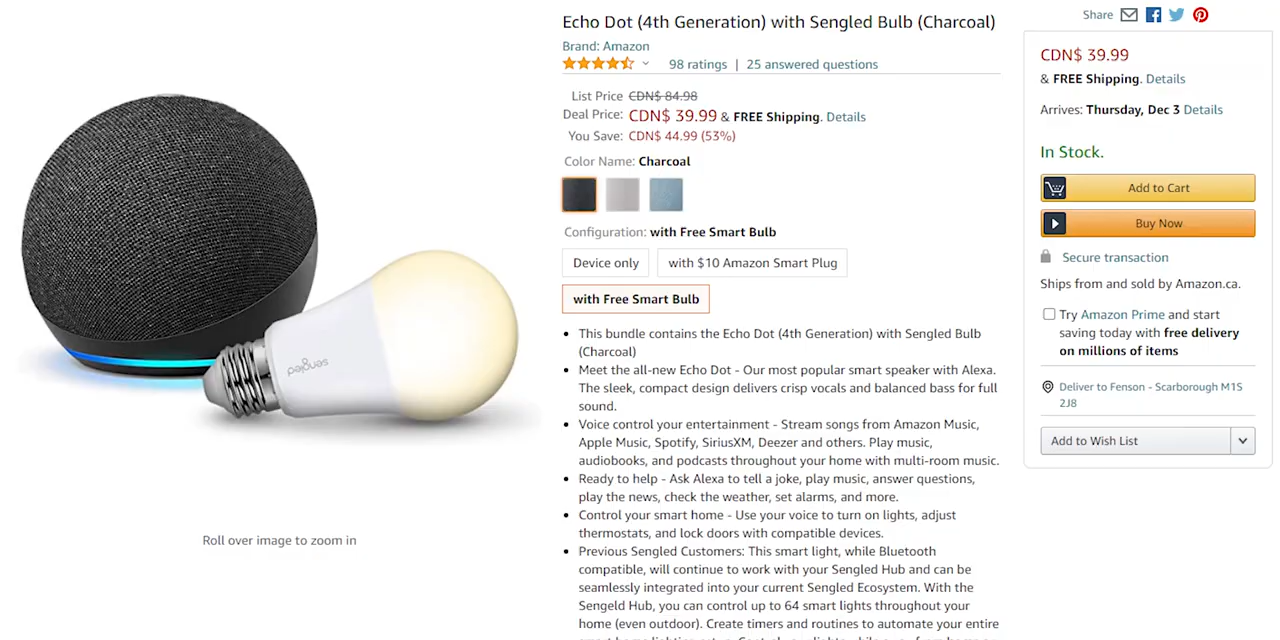 Share
Echo Dot (4th Generation) with Sengled Bulb (Charcoal)
Brand: Amazon
98 ratings | 25 answered questions
List Price CDN$ 84.98
Deal Price: CDN$ 39.99 & FREE Shipping. Details
You Save: CDN$ 44.99 (53%)
Color Name: Charcoal
Configuration: with Free Smart Bulb
Device only
with $10 Amazon Smart Plug
with Free Smart Bulb
• This bundle contains the Echo Dot (4th Generation) with Sengled Bulb
(Charcoal)
• Meet the all-new Echo Dot - Our most popular smart speaker with Alexa.
The sleek, compact design delivers crisp vocals and balanced bass for full
sound.
• Voice control your entertainment - Stream songs from Amazon Music,
Apple Music, Spotify, SiriusXM, Deezer and others. Play music,
audiobooks, and podcasts throughout your home with multi-room music.
• Ready to help - Ask Alexa to tell a joke, play music, answer questions,
play the news, check the weather, set alarms, and more.
• Control your smart home - Use your voice to turn on lights, adjust
thermostats, and lock doors with compatible devices.
• Previous Sengled Customers: This smart light, while Bluetooth
compatible, will continue to work with your Sengled Hub and can be
seamlessly integrated into your current Sengled Ecosystem. With the
Sengeld Hub, you can control up to 64 smart lights throughout your
home (even outdoor). Create timers and routines to automate your entire
sengled
Roll over image to zoom in
CDN$ 39.99
& FREE Shipping. Details
Arrives: Thursday, Dec 3 Details
In Stock.
Add to Cart
Buy Now
Secure transaction
Ships from and sold by Amazon.ca.
Try Amazon Prime and start
saving today with free delivery
on millions of items
Deliver to Fenson - Scarborough M1S
2J8
Add to Wish List